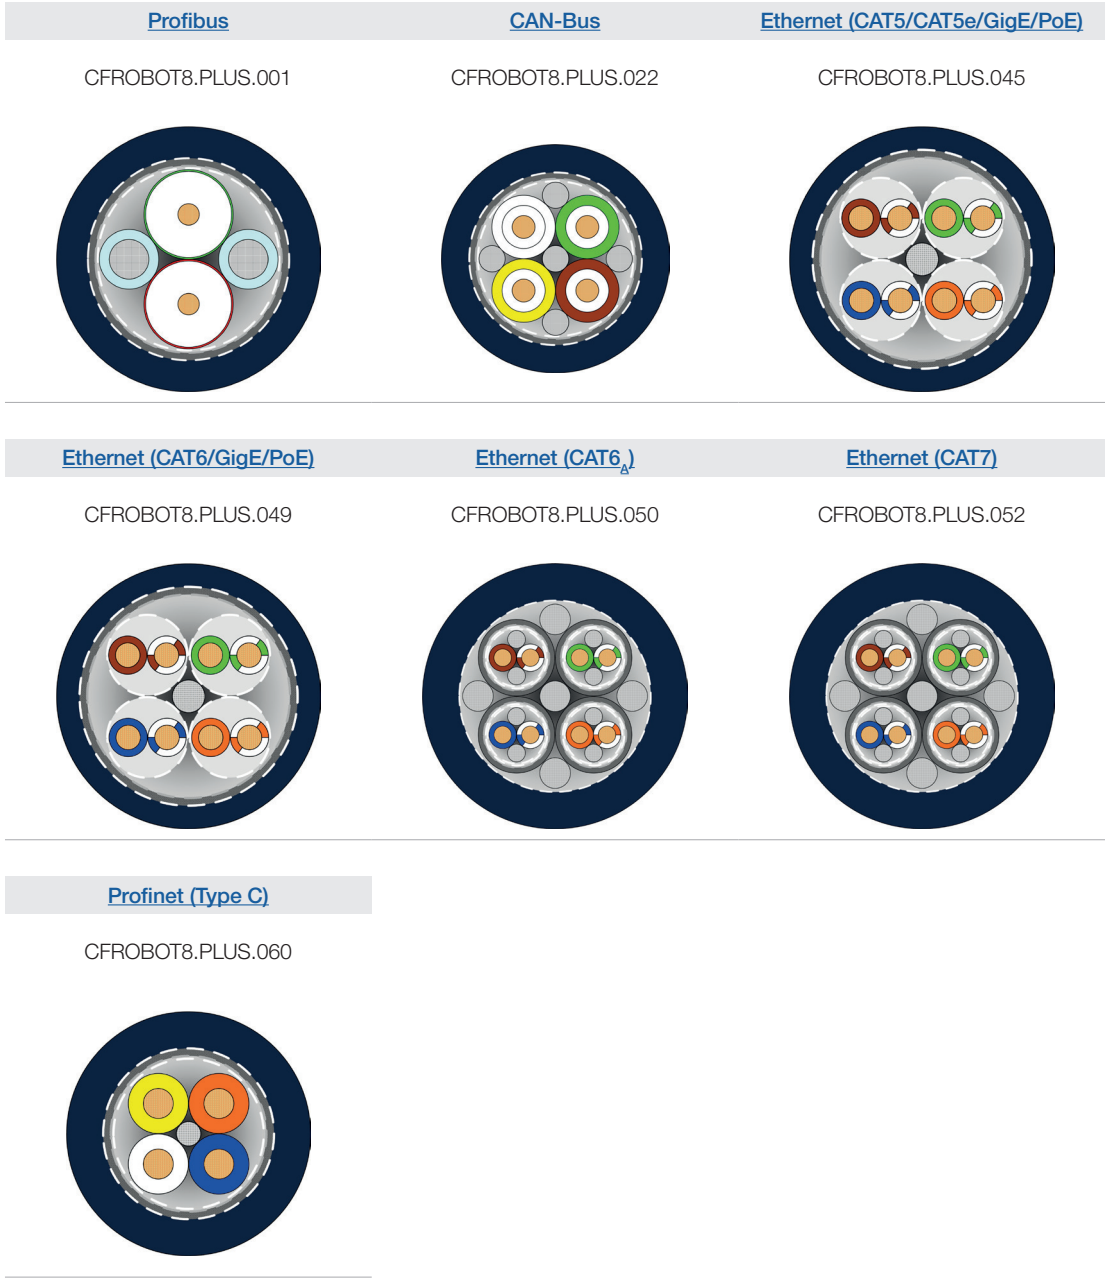 Profibus
CAN-Bus
Ethernet (CAT5/CAT5e/GigE/PoE)
CFROBOT8.PLUS.001
CFROBOT8.PLUS.022
CFROBOT8.PLUS.045
Ethernet (CAT6/GigE/PoE)
Ethernet (CAT6A)
Ethernet (CAT7)
CFROBOT8.PLUS.049
CFROBOT8.PLUS.050
CFROBOT8.PLUS.052
Profinet (Type C)
CFROBOT8.PLUS.060